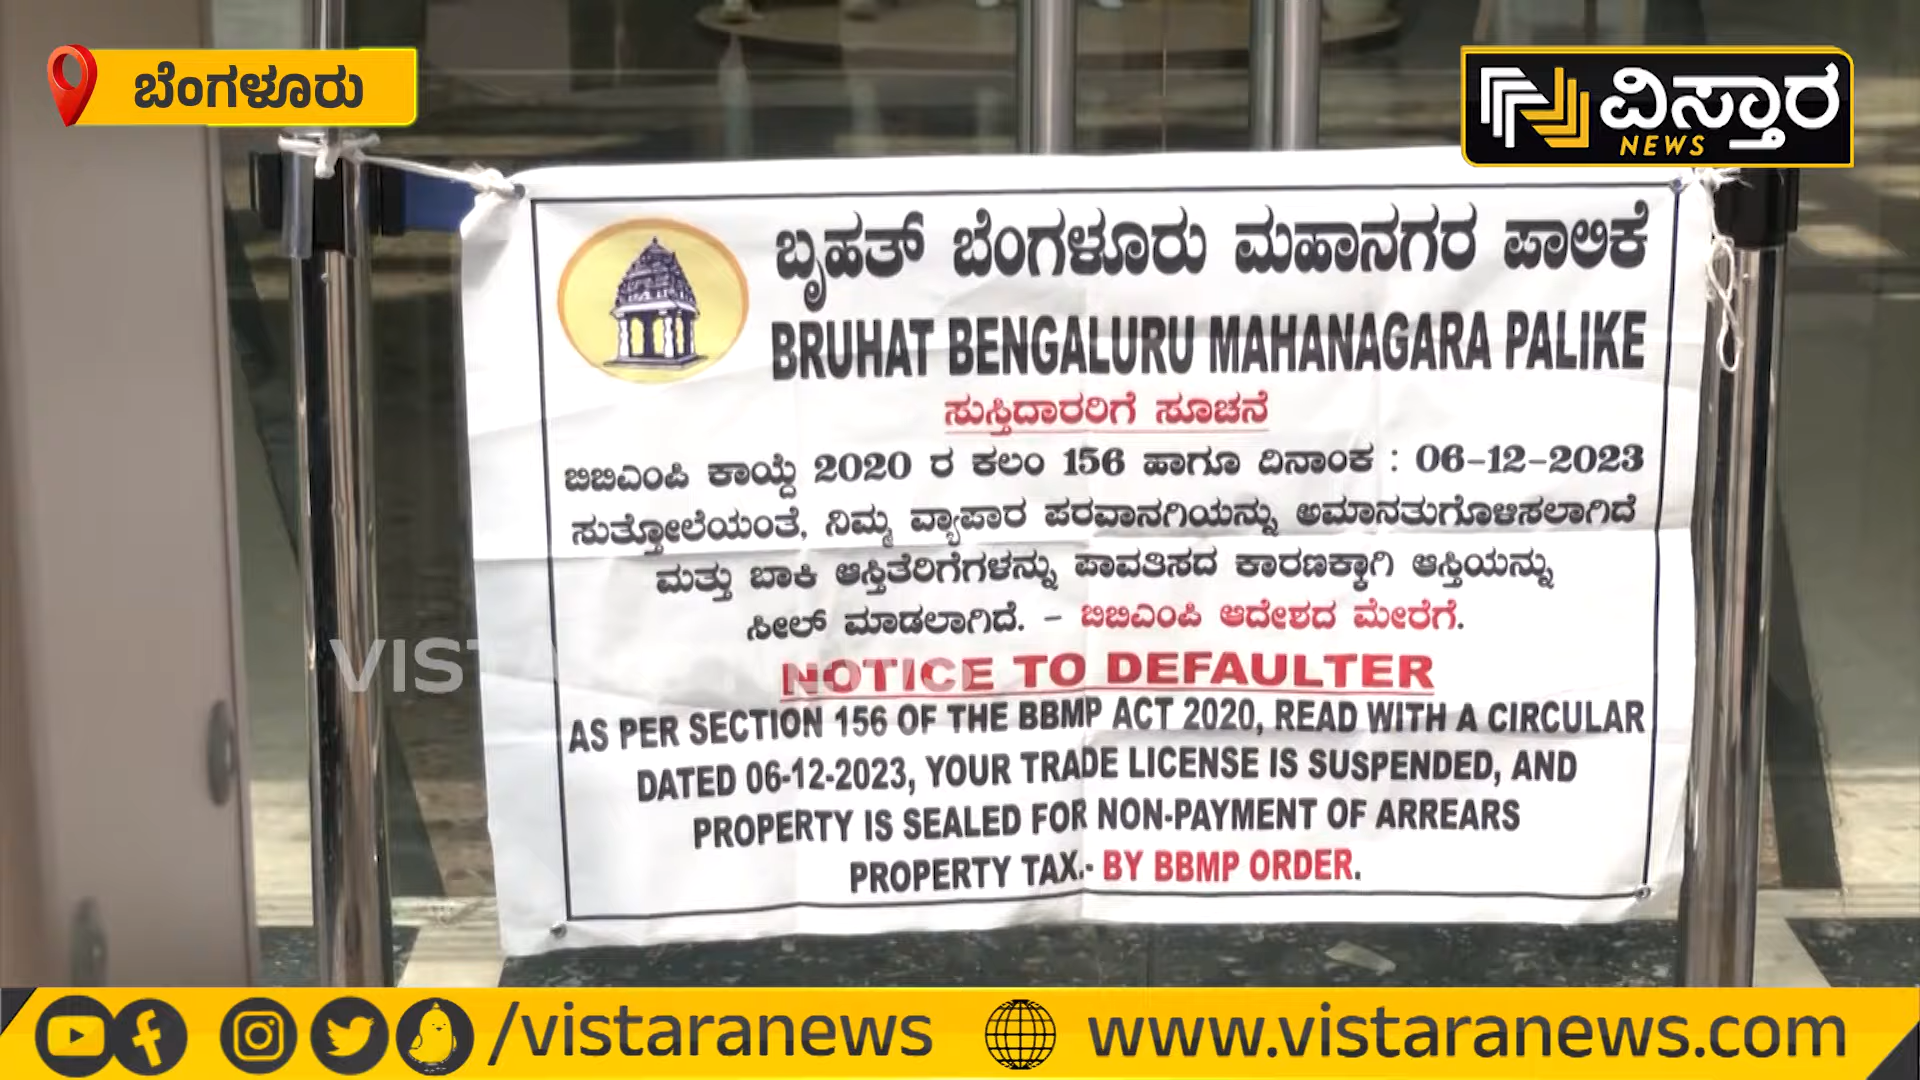 ಬೆಂಗಳೂರು
ವಿಸ್ತಾರ
NEWS
ಬೃಹತ್ ಬೆಂಗಳೂರು ಮಹಾನಗರ ಪಾಲಿಕೆ
BRUHAT BENGALURU MAHANAGARA PALIKE
ಸುಸ್ತಿದಾರರಿಗೆ ಸೂಚನೆ
ಬಿಬಿಎಂಪಿ ಕಾಯ್ದೆ 2020 ರ ಕಲಂ 156 ಹಾಗೂ ದಿನಾಂಕ : 06-12-2023
ಸುತ್ತೋಲೆಯಂತೆ, ನಿಮ್ಮ ವ್ಯಾಪಾರ ಪರವಾನಗಿಯನ್ನು ಅಮಾನತುಗೊಳಿಸಲಾಗಿದೆ
ಮತ್ತು ಬಾಕಿ ಆಸ್ತಿತೆರಿಗೆಗಳನ್ನು ಪಾವತಿಸದ ಕಾರಣಕ್ಕಾಗಿ ಆಸ್ತಿಯನ್ನು
ಸೀಲ್ ಮಾಡಲಾಗಿದೆ. – ಬಿಬಿಎಂಪಿ ಆದೇಶದ ಮೇರೆಗೆ.
NOTICE TO DEFAULTER
AS PER SECTION 156 OF THE BBMP ACT 2020, READ WITH A CIRCULAR
DATED 06-12-2023, YOUR TRADE LICENSE IS SUSPENDED, AND
PROPERTY IS SEALED FOR NON-PAYMENT OF ARREARS
PROPERTY TAX.- BY BBMP ORDER.
/vistaranews www.vistaranews.com